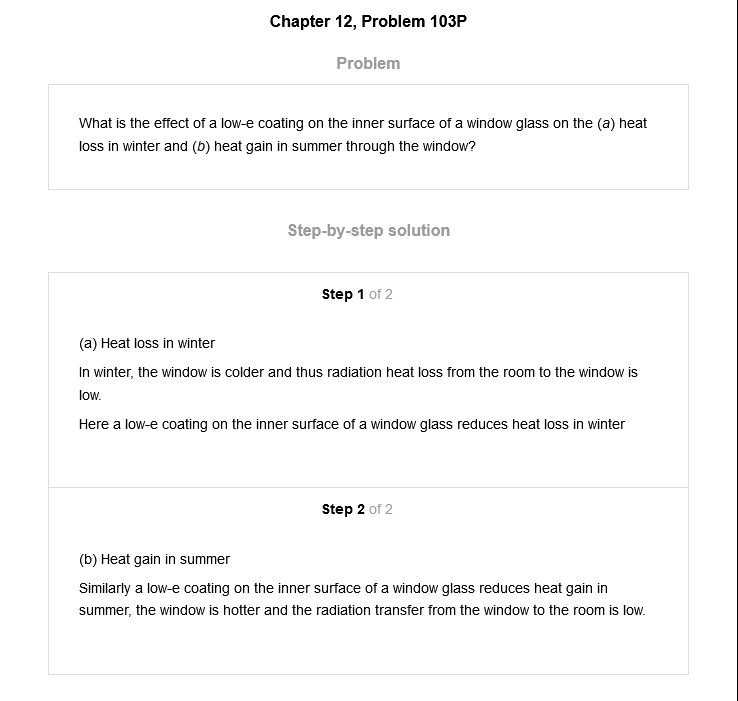 Chapter 12, Problem 103P
Problem
What is the effect of a low-e coating on the inner surface of a window glass on the (a) heat
loss in winter and (b) heat gain in summer through the window?
Step-by-step solution
Step 1 of 2
(a) Heat loss in winter
In winter, the window is colder and thus radiation heat loss from the room to the window is
low.
Here a low-e coating on the inner surface of a window glass reduces heat loss in winter
Step 2 of 2
(b) Heat gain in summer
Similarly a low-e coating on the inner surface of a window glass reduces heat gain in
summer, the window is hotter and the radiation transfer from the window to the room is low.